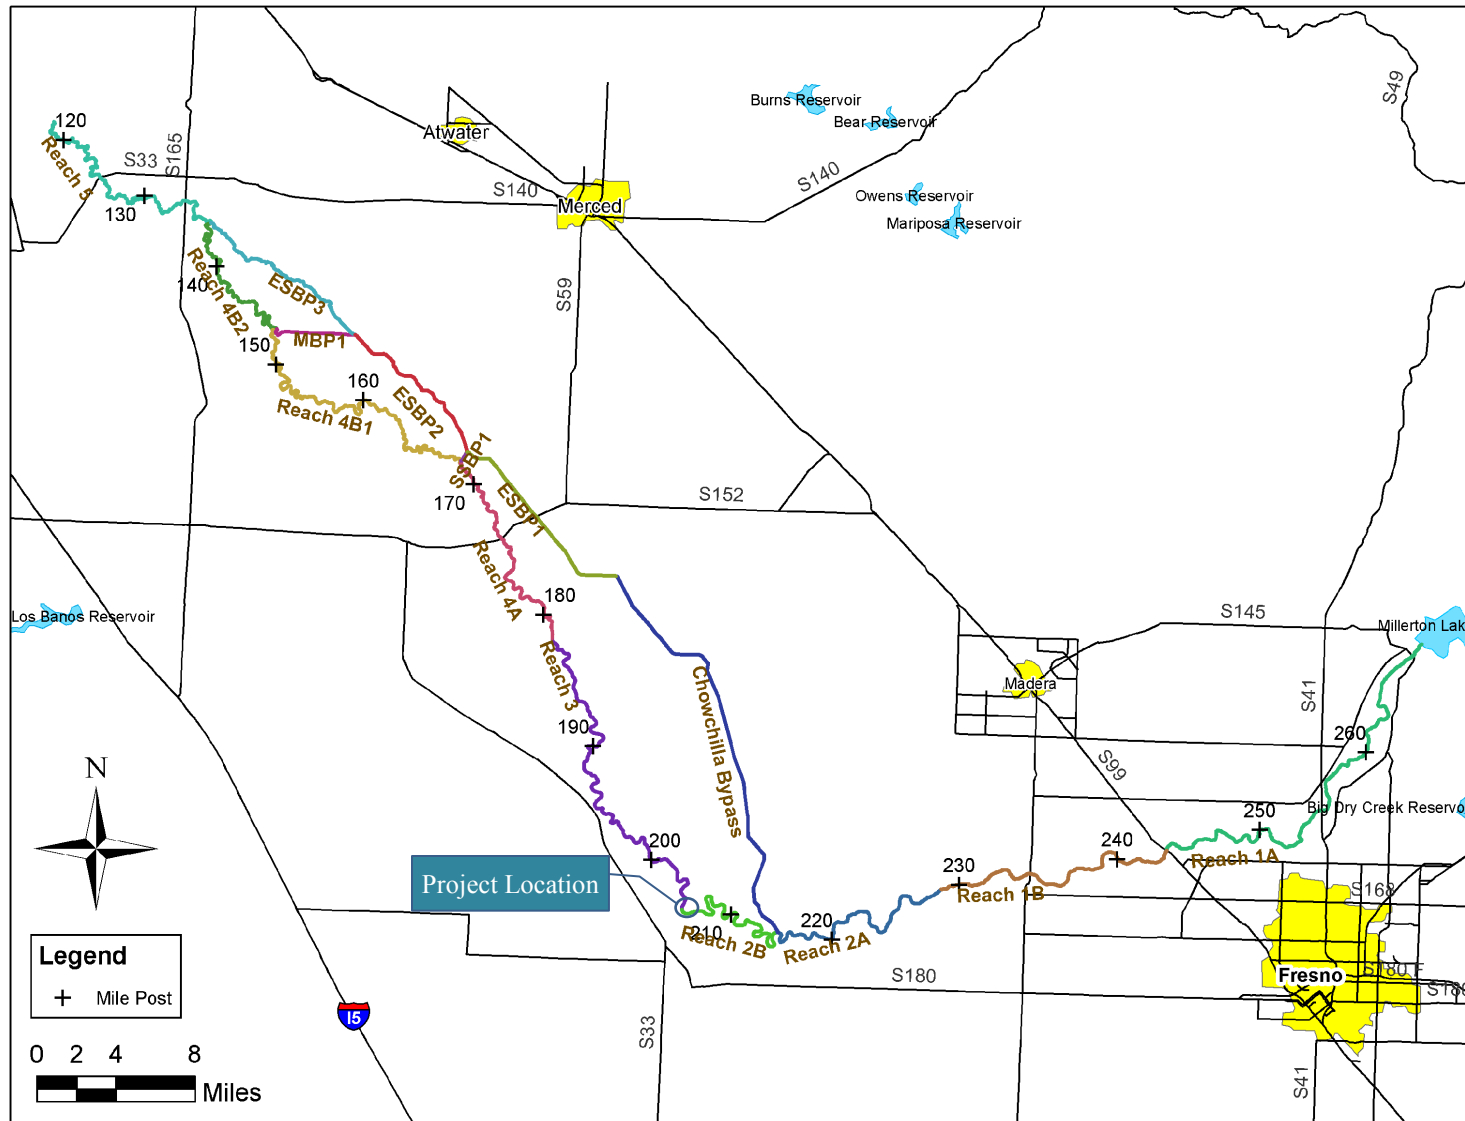 S49
Burns Reservoir
Bear Reservoir
120
Atwater
S33
S165
Reach 5
S140
S140
Owens Reservoir
Merced
130
Mariposa Reservoir
140
Reach 4B2
ESBP3
S59
150
MBP1
160
Reach 4B1
ESBP2
SSBP1
170
ESBP1
S152
Reach 4A
180
Los Banos Reservoir
S145
Millerton Lak
Reach 3
Madera
Chowchilla Bypass
S41
190
260
S99
N
Big Dry Creek Reservo
250
200
240
Reach 1A
230
Reach 1B
S168
Project Location
220
210
Reach 2B
Reach 2A
S180
S180 F
Fresno
S180
Legend
Mile Post
15
S33
S41
0 2 4 8
Miles